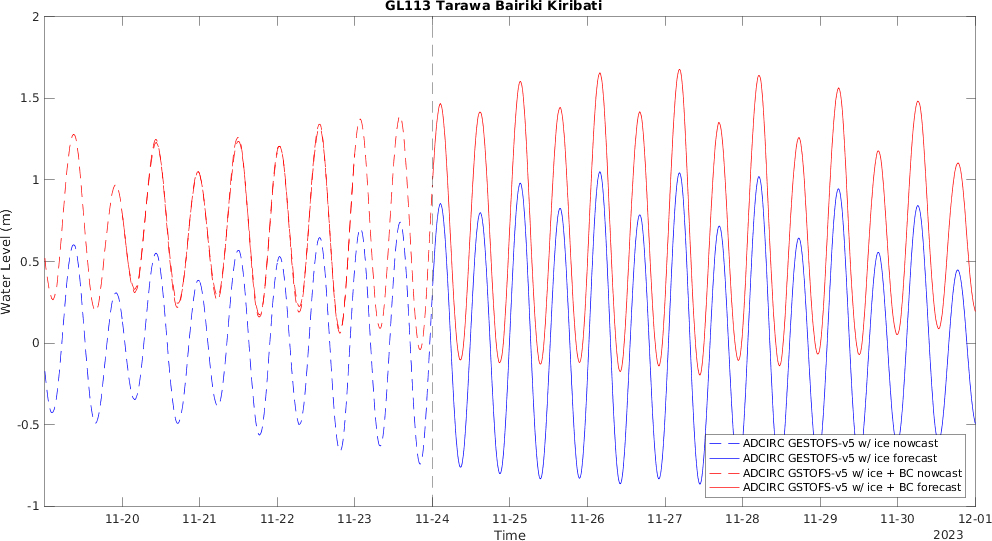 GL113 Tarawa Bairiki Kiribati
2
1.5
1
0.5
0
-0.5
-1
Water Level (m)
ADCIRC GESTOFS-v5 w/ ice nowcast
ADCIRC GESTOFS-v5 w/ ice forecast
ADCIRC GSTOFS-v5 w/ ice + BC nowcast
ADCIRC GSTOFS-v5 w/ ice + BC forecast
11-20 11-21 11-22 11-23 11-24 11-25 11-26 11-27 11-28 11-29 11-30 12-01
Time
2023